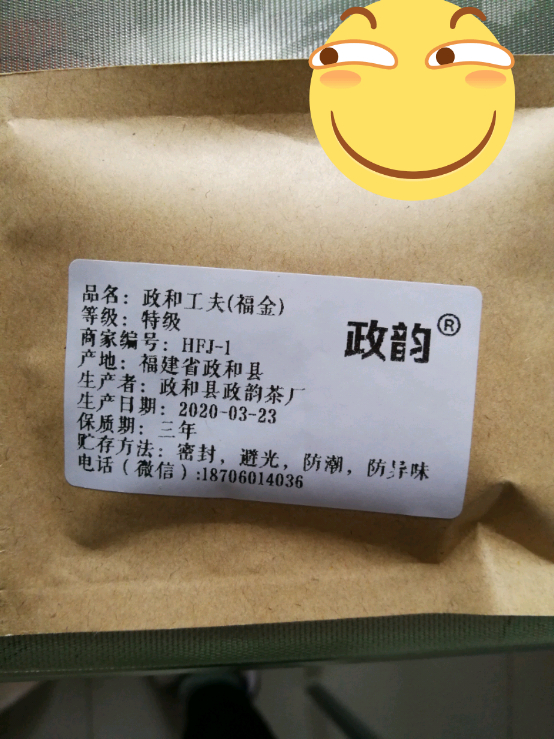 品名：政和工夫(福金)
等级：特级
商家编号：HFJ-1
产地：福建省政和县
生产者：政和县政韵茶厂
生产日期：2020-03-23
保质期：三年
贮存方法：密封，避光，防潮，防异味
电话（微信）:18706014036
政韵®